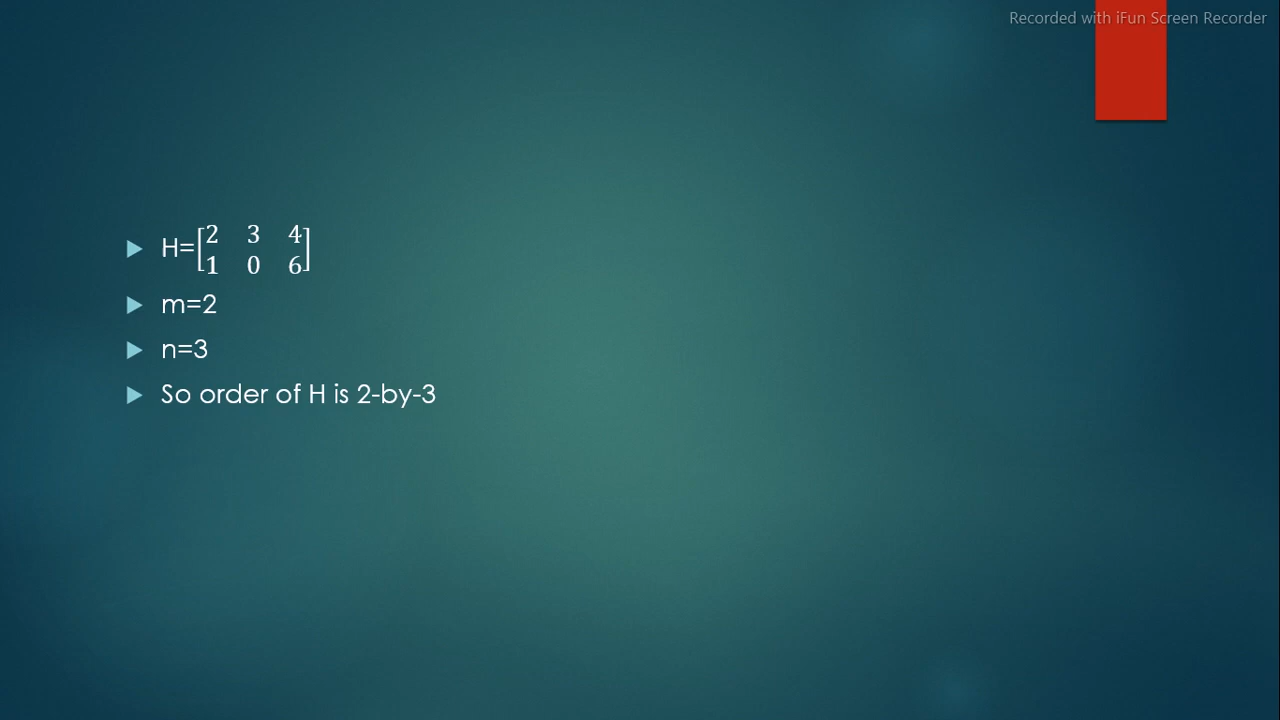 Recorded with iFun Screen Recorder
H=[2 3 4
1 0 6]
m=2
n=3
So order of H is 2-by-3